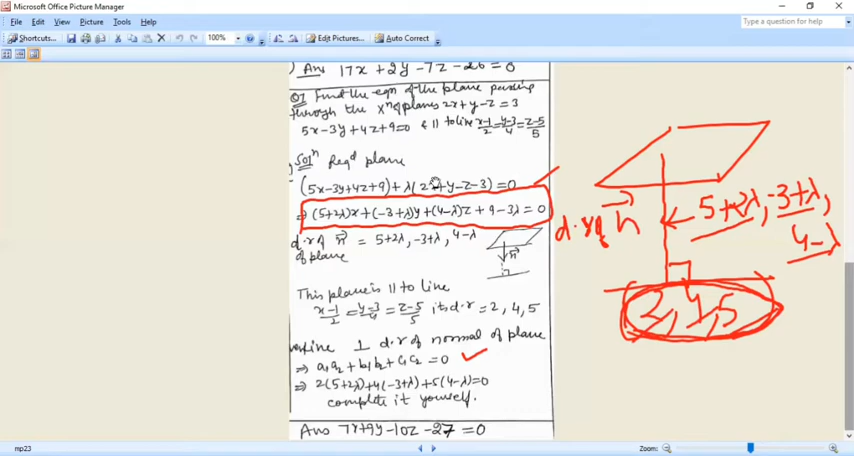 Microsoft Office Picture Manager
File Edit View Picture Tools Help
Type a question for help
Shortcuts... 100% Edit Pictures... Auto Correct
Ans 17x + 2y - 7z - 26 = 0
Q] Find the eqn of the plane passing
through the xn of planes 2x+y-z=3
5x-3y+4z+9=0 & || to line x-1/2 = y-3/4 = z-5/5
Soln Reqd plane
(5x-3y+4z+9)+λ(2x+y-z-3)=0
⇒ (5+2λ)x+(-3+λ)y+(4-λ)z+9-3λ=0
d.r of n = 5+2λ, -3+λ, 4-λ
of plane
n
This plane is || to line
x-1/2 = y-3/4 = z-5/5 its d.r = 2, 4, 5
line ⊥ d.r of normal of plane
⇒ a1a2+b1b2+c1c2=0
⇒ 2(5+2λ)+4(-3+λ)+5(4-λ)=0
complete it yourself.
Ans 7x+9y-10z-27=0
d.r of n
5+2λ, -3+λ,
4-λ
2, 4, 5
mp23
Zoom: